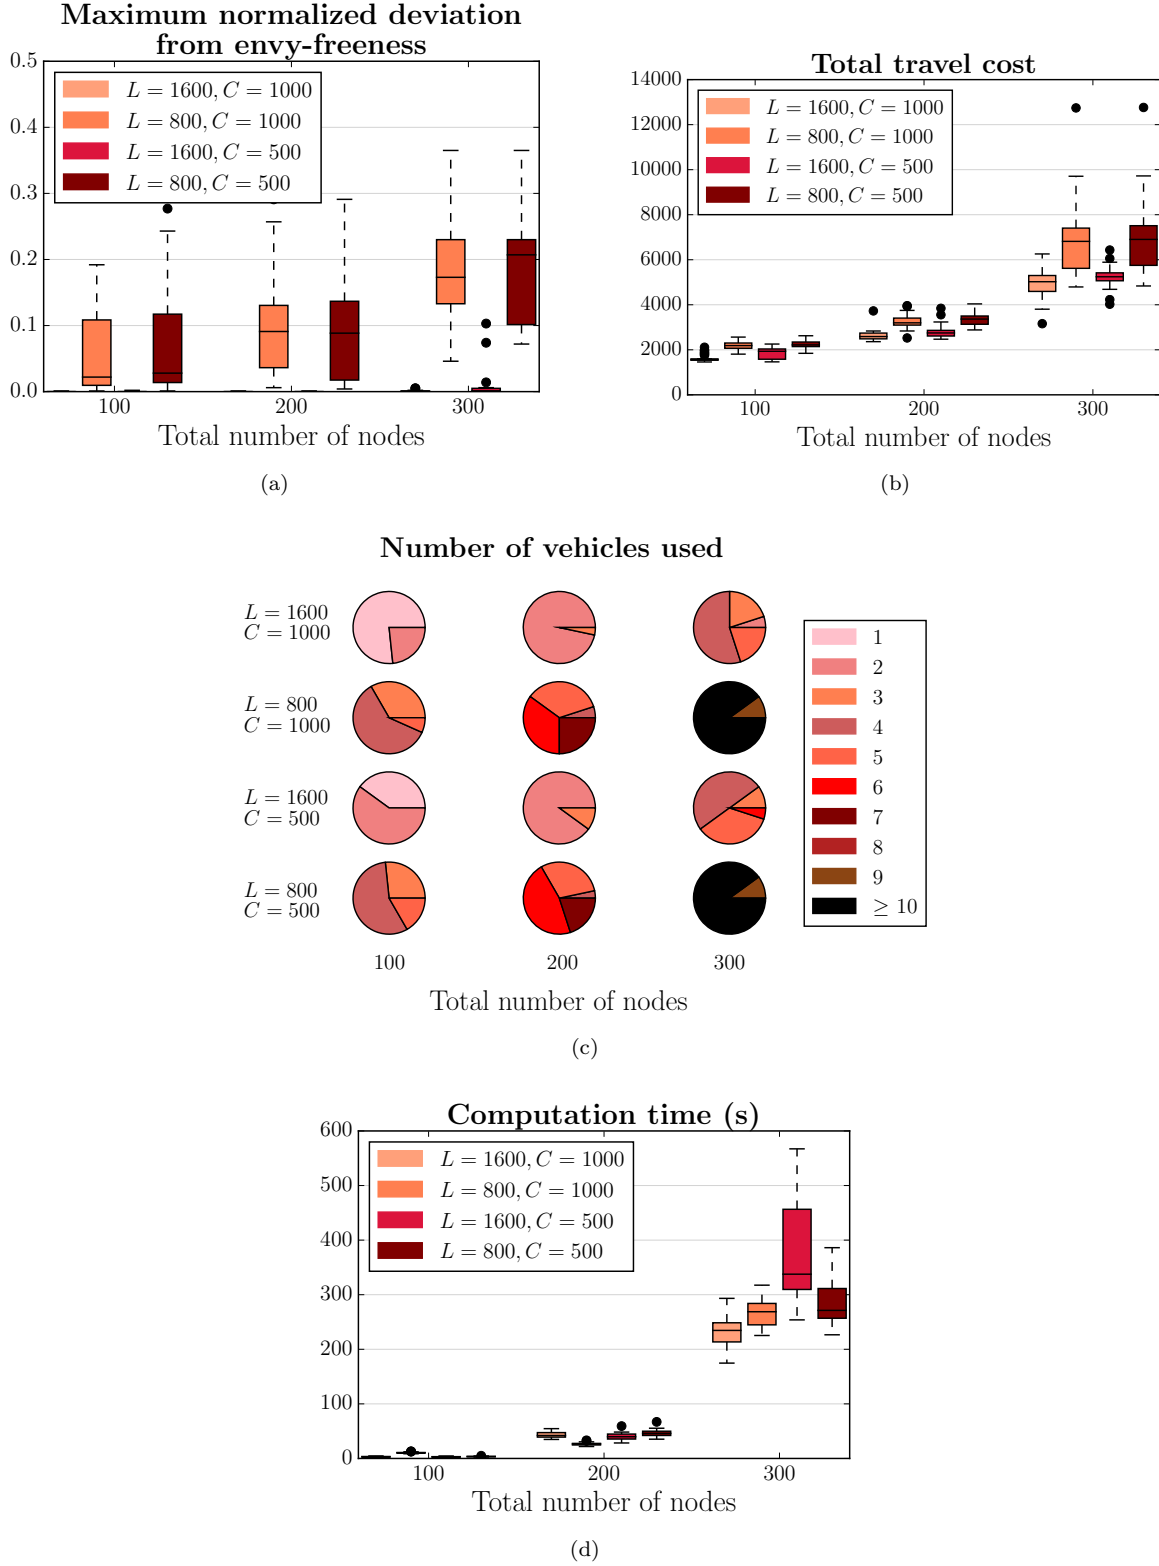 Maximum normalized deviation
from envy-freeness
0.5
0.4
0.3
0.2
0.1
0.0
L = 1600, C = 1000
L = 800, C = 1000
L = 1600, C = 500
L = 800, C = 500
100 200 300
Total number of nodes
(a)
Total travel cost
14000
12000
10000
8000
6000
4000
2000
0
L = 1600, C = 1000
L = 800, C = 1000
L = 1600, C = 500
L = 800, C = 500
100 200 300
Total number of nodes
(b)
Number of vehicles used
L = 1600
C = 1000
L = 800
C = 1000
L = 1600
C = 500
L = 800
C = 500
1
2
3
4
5
6
7
8
9
≥ 10
100 200 300
Total number of nodes
(c)
Computation time (s)
600
500
400
300
200
100
0
L = 1600, C = 1000
L = 800, C = 1000
L = 1600, C = 500
L = 800, C = 500
100 200 300
Total number of nodes
(d)